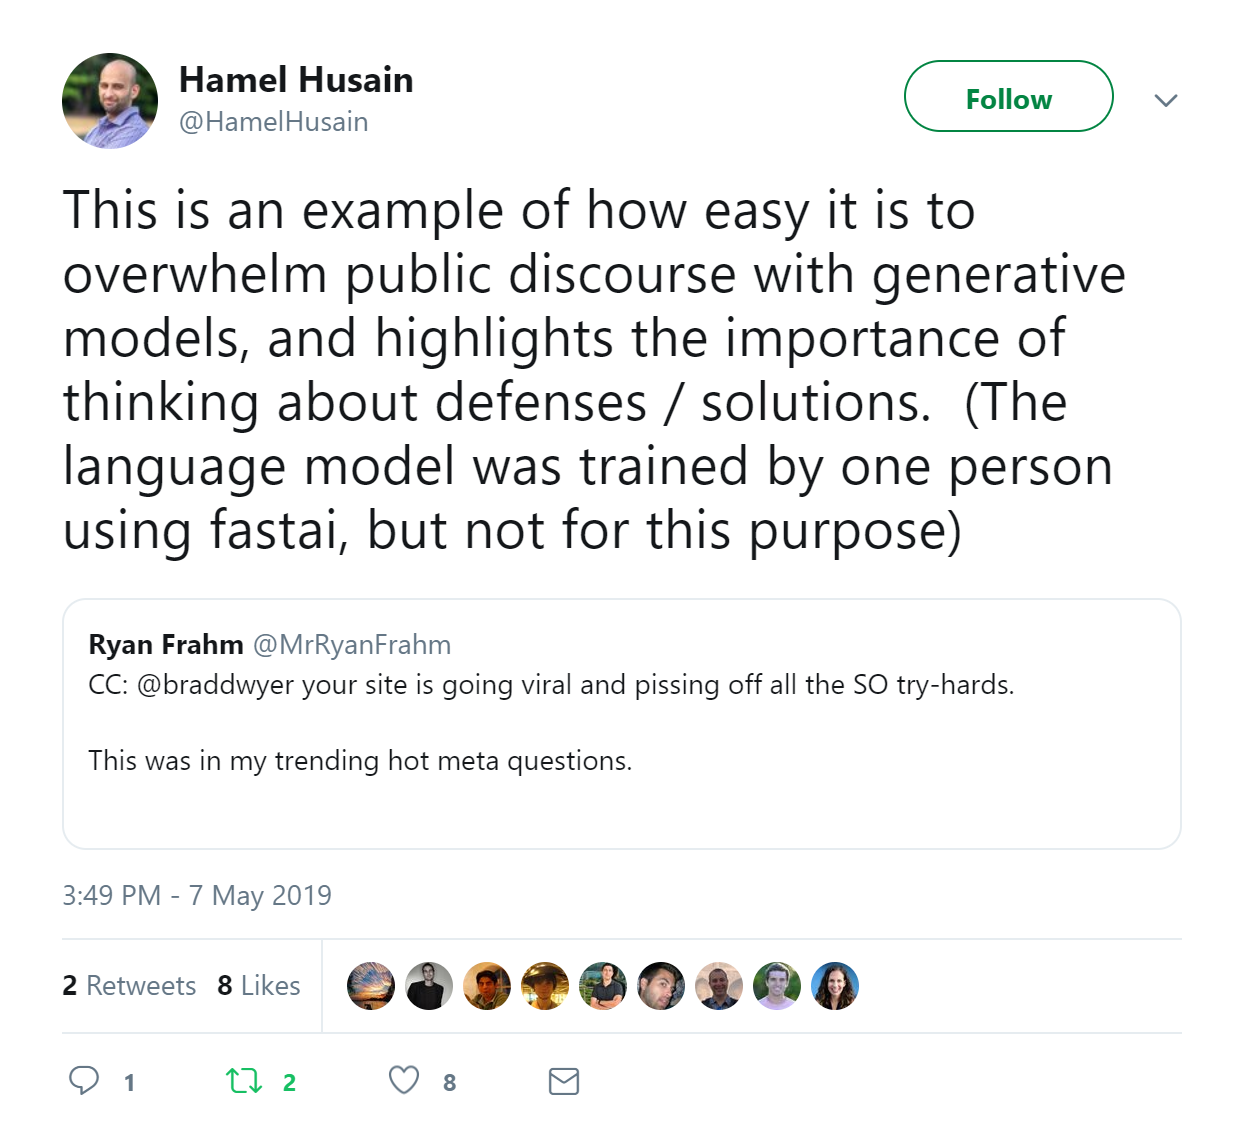 Hamel Husain
@HamelHusain
Follow
This is an example of how easy it is to
overwhelm public discourse with generative
models, and highlights the importance of
thinking about defenses / solutions.  (The
language model was trained by one person
using fastai, but not for this purpose)
Ryan Frahm @MrRyanFrahm
CC: @braddwyer your site is going viral and pissing off all the SO try-hards.
This was in my trending hot meta questions.
3:49 PM - 7 May 2019
2 Retweets 8 Likes
1 2 8